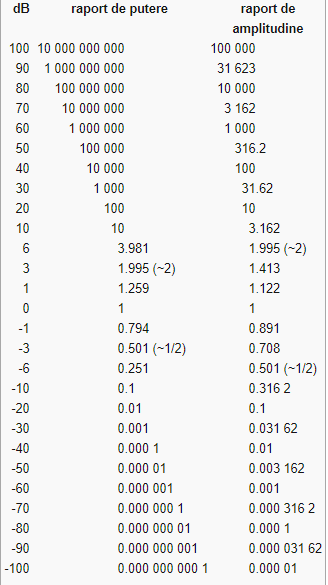 dB raport de putere raport de
amplitudine
100 10 000 000 000 100 000
90 1 000 000 000 31 623
80 100 000 000 10 000
70 10 000 000 3 162
60 1 000 000 1 000
50 100 000 316.2
40 10 000 100
30 1 000 31.62
20 100 10
10 10 3.162
6 3.981 1.995 (~2)
3 1.995 (~2) 1.413
1 1.259 1.122
0 1 1
-1 0.794 0.891
-3 0.501 (~1/2) 0.708
-6 0.251 0.501 (~1/2)
-10 0.1 0.316 2
-20 0.01 0.1
-30 0.001 0.031 62
-40 0.000 1 0.01
-50 0.000 01 0.003 162
-60 0.000 001 0.001
-70 0.000 000 1 0.000 316 2
-80 0.000 000 01 0.000 1
-90 0.000 000 001 0.000 031 62
-100 0.000 000 000 1 0.000 01